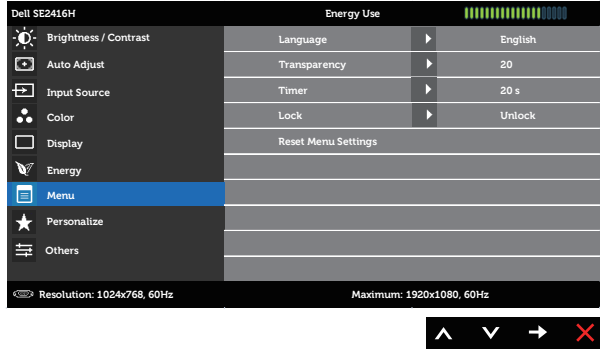 Dell SE2416H Energy Use
Brightness / Contrast Language English
Auto Adjust Transparency 20
Input Source Timer 20 s
Color Lock Unlock
Display Reset Menu Settings
Energy
Menu
Personalize
Others
Resolution: 1024x768, 60Hz Maximum: 1920x1080, 60Hz